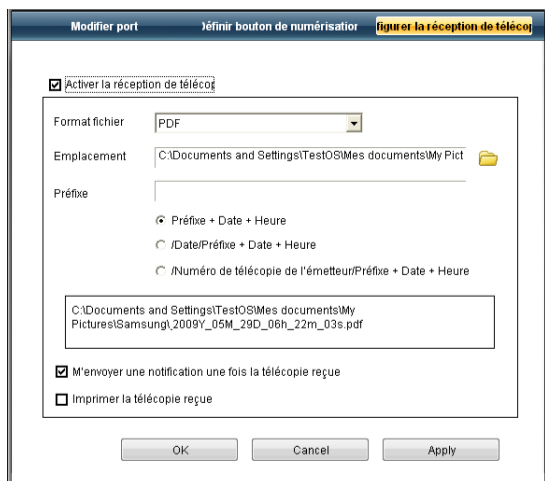 Modifier port
Définir bouton de numérisation
figurer la réception de téléco
Activer la réception de téléco
Format fichier
PDF
Emplacement
C:\Documents and Settings\TestOS\Mes documents\My Pict
Préfixe
Préfixe + Date + Heure
/Date/Préfixe + Date + Heure
/Numéro de télécopie de l'émetteur/Préfixe + Date + Heure
C:\Documents and Settings\TestOS\Mes documents\My
Pictures\Samsung\_2009Y_05M_29D_06h_22m_03s.pdf
M'envoyer une notification une fois la télécopie reçue
Imprimer la télécopie reçue
OK
Cancel
Apply